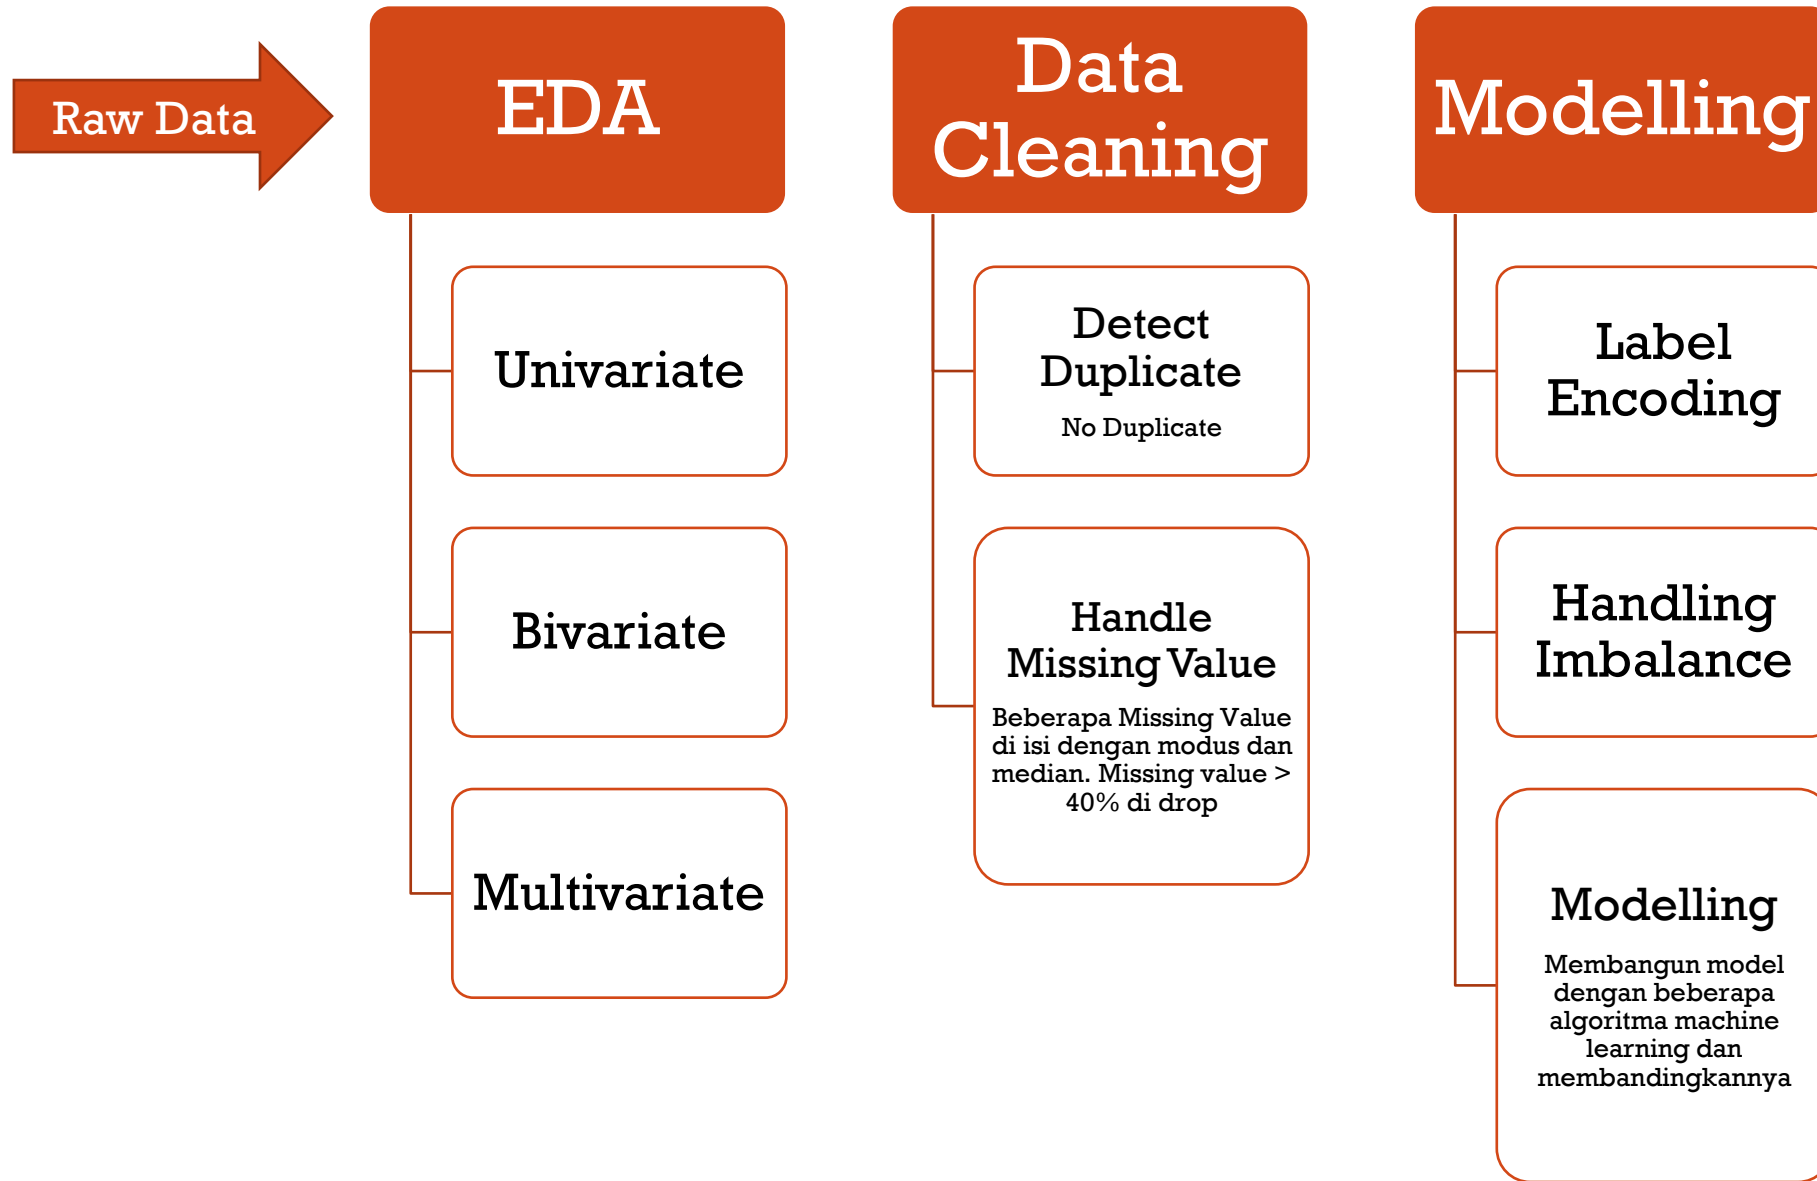 Raw Data
EDA
Univariate
Bivariate
Multivariate
Data
Cleaning
Detect
Duplicate
No Duplicate
Handle
Missing Value
Beberapa Missing Value
di isi dengan modus dan
median. Missing value >
40% di drop
Modelling
Label
Encoding
Handling
Imbalance
Modelling
Membangun model
dengan beberapa
algoritma machine
learning dan
membandingkannya